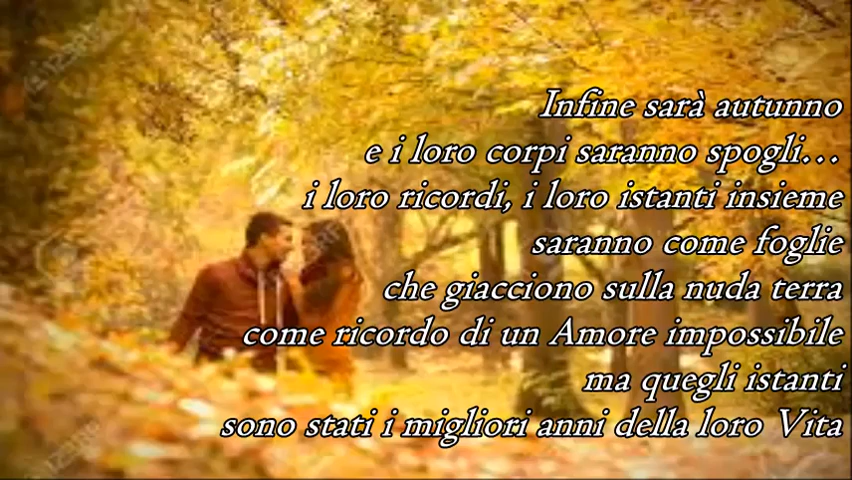 Infine sarà autunno
e i loro corpi saranno spogli...
i loro ricordi, i loro istanti insieme
saranno come foglie
che giacciono sulla nuda terra
come ricordo di un Amore impossibile
ma quegli istanti
sono stati i migliori anni della loro Vita